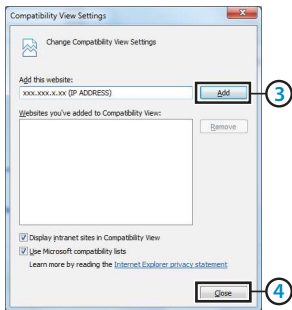 Compatibility View Settings
Change Compatibility View Settings
Add this website:
xxx.xxx.x.xx (IP ADDRESS)
Add
3
Websites you've added to Compatibility View:
Remove
Display intranet sites in Compatibility View
Use Microsoft compatibility lists
Learn more by reading the Internet Explorer privacy statement
Close
4